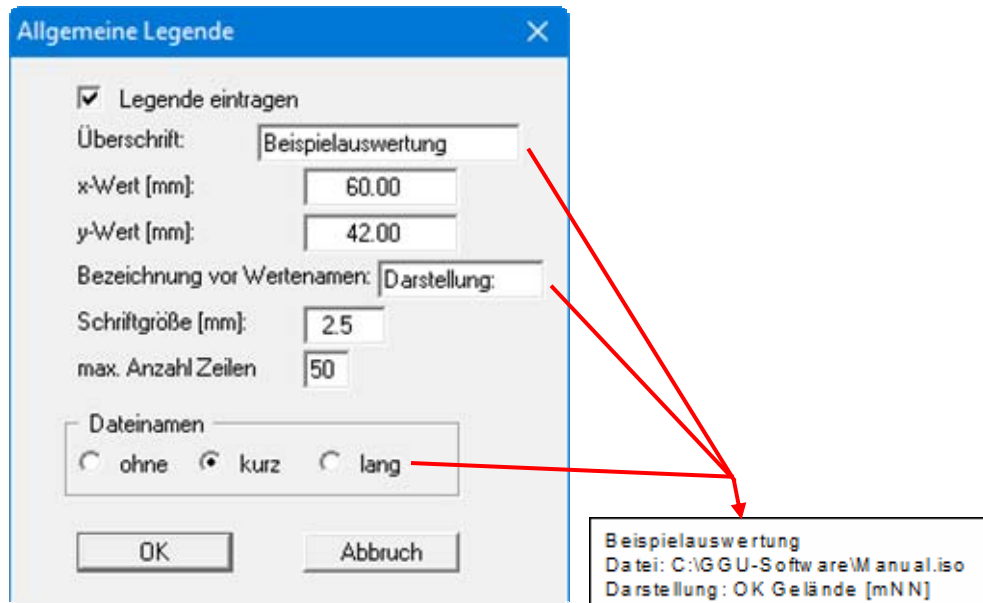 Allgemeine Legende
Legende eintragen
Überschrift: Beispielauswertung
x-Wert [mm]: 60.00
y-Wert [mm]: 42.00
Bezeichnung vor Wertenamen: Darstellung:
Schriftgröße [mm]: 2.5
max. Anzahl Zeilen 50
Dateinamen
ohne kurz lang
OK Abbruch
Beispielauswertung
Datei: C:\GGU-Software\Manual.iso
Darstellung: OK Gelände [mNN]